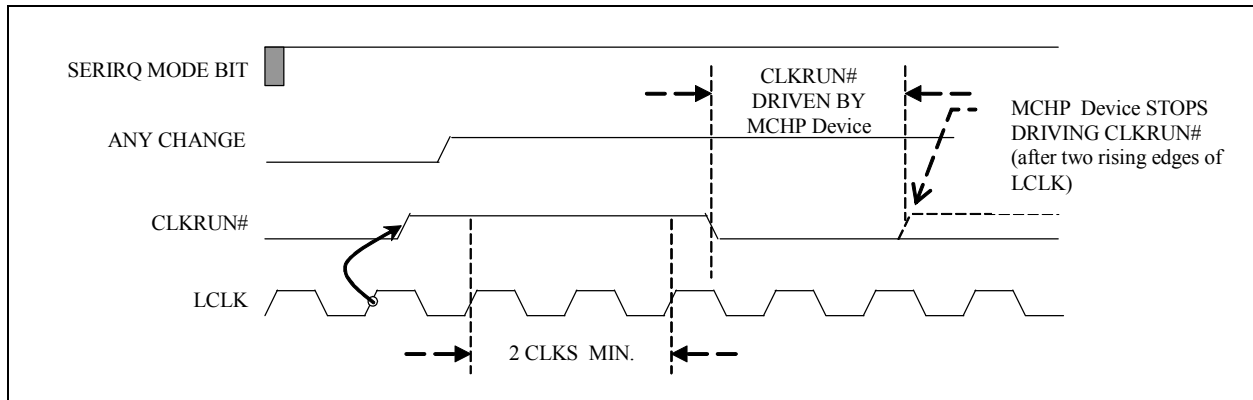 SERIRQ MODE BIT
CLKRUN#
DRIVEN BY
MCHP Device
MCHP Device STOPS
DRIVING CLKRUN#
(after two rising edges of
LCLK)
ANY CHANGE
CLKRUN#
LCLK
2 CLKS MIN.